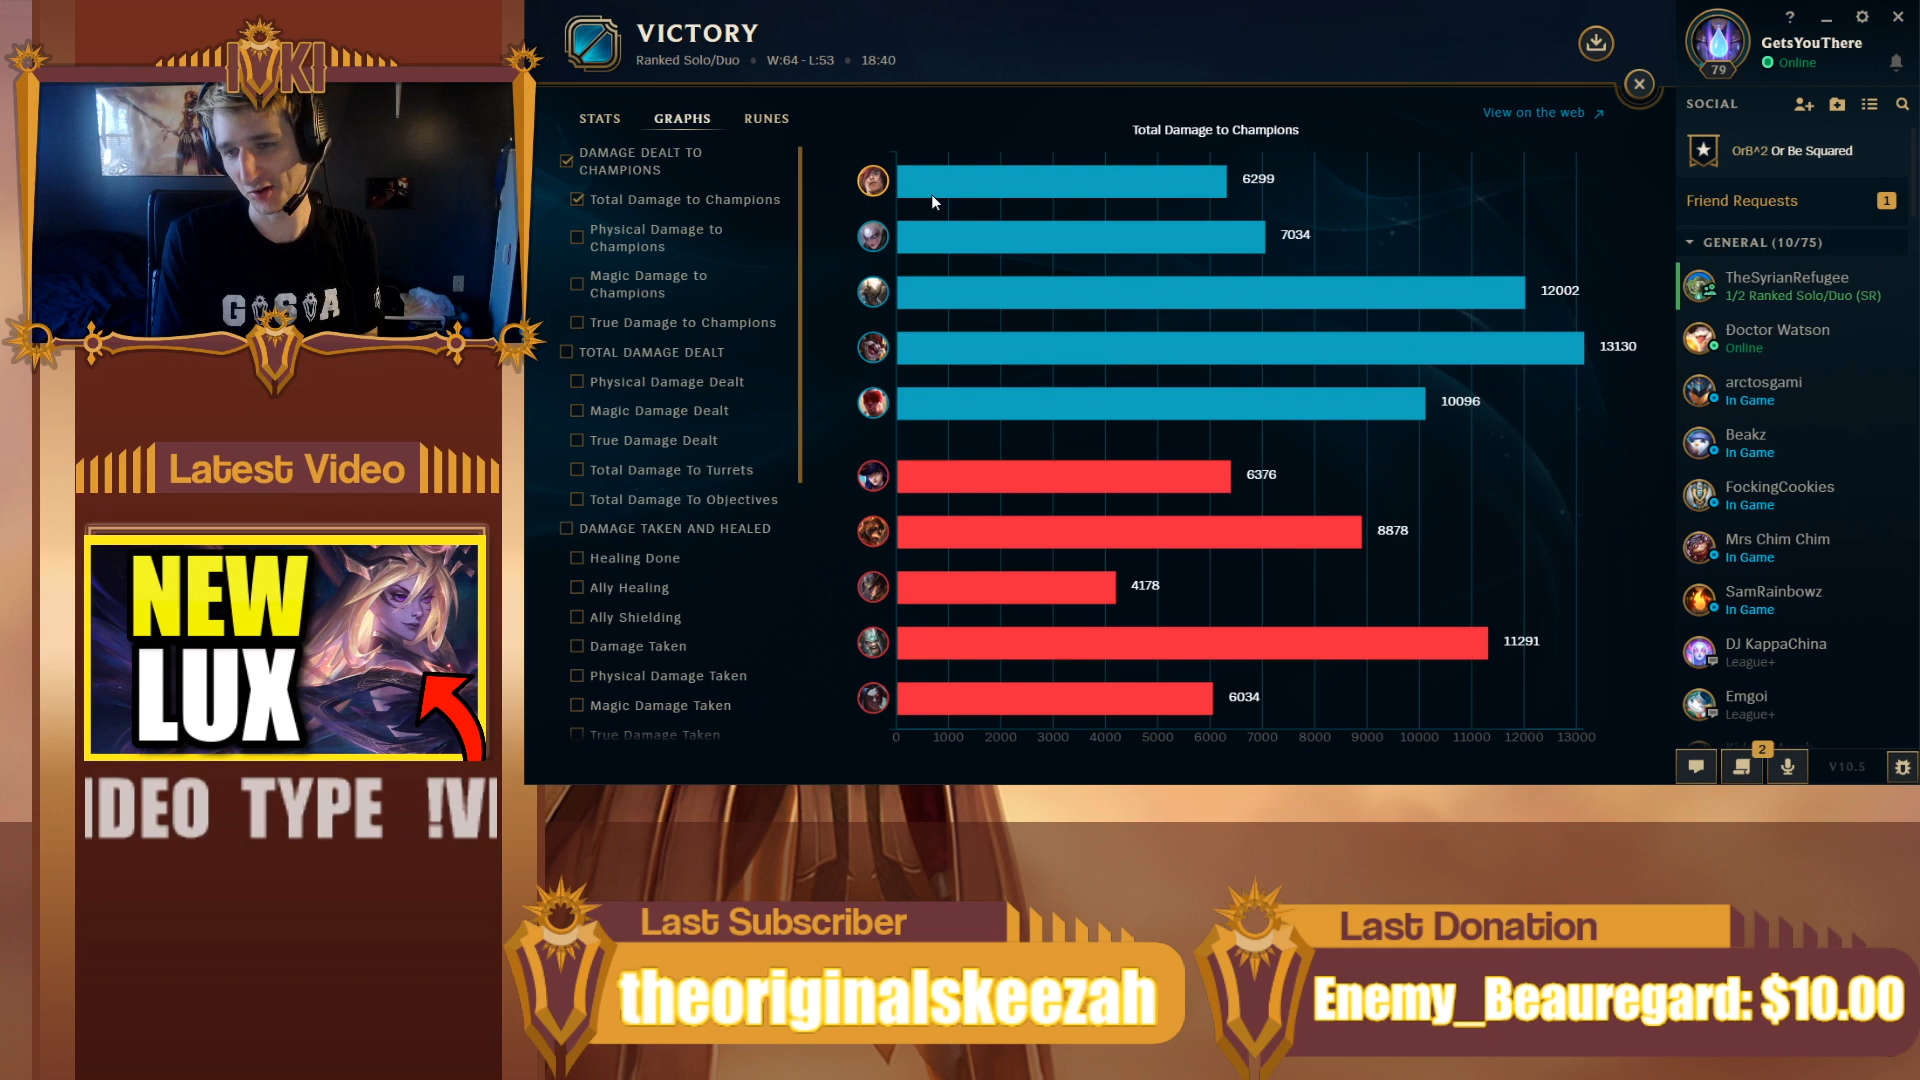 IVKI
GOSOA
Latest Video
NEW
LUX
IDEO TYPE !VI
VICTORY
Ranked Solo/Duo • W:64 - L:53 • 18:40
STATS GRAPHS RUNES
View on the web
DAMAGE DEALT TO
CHAMPIONS
Total Damage to Champions
Physical Damage to
Champions
Magic Damage to
Champions
True Damage to Champions
TOTAL DAMAGE DEALT
Physical Damage Dealt
Magic Damage Dealt
True Damage Dealt
Total Damage To Turrets
Total Damage To Objectives
DAMAGE TAKEN AND HEALED
Healing Done
Ally Healing
Ally Shielding
Damage Taken
Physical Damage Taken
Magic Damage Taken
True Damage Taken
Total Damage to Champions
6299
7034
12002
13130
10096
6376
8878
4178
11291
6034
0 1000 2000 3000 4000 5000 6000 7000 8000 9000 10000 11000 12000 13000
79
GetsYouThere
Online
SOCIAL
OrB^2 Or Be Squared
Friend Requests 1
GENERAL (10/75)
TheSyrianRefugee
1/2 Ranked Solo/Duo (SR)
Doctor Watson
Online
arctosgami
In Game
Beakz
In Game
FockingCookies
In Game
Mrs Chim Chim
In Game
SamRainbowz
In Game
DJ KappaChina
League+
Emgoi
League+
2
V10.5
Last Subscriber
theoriginalskeezah
Last Donation
Enemy_Beauregard: $10.00